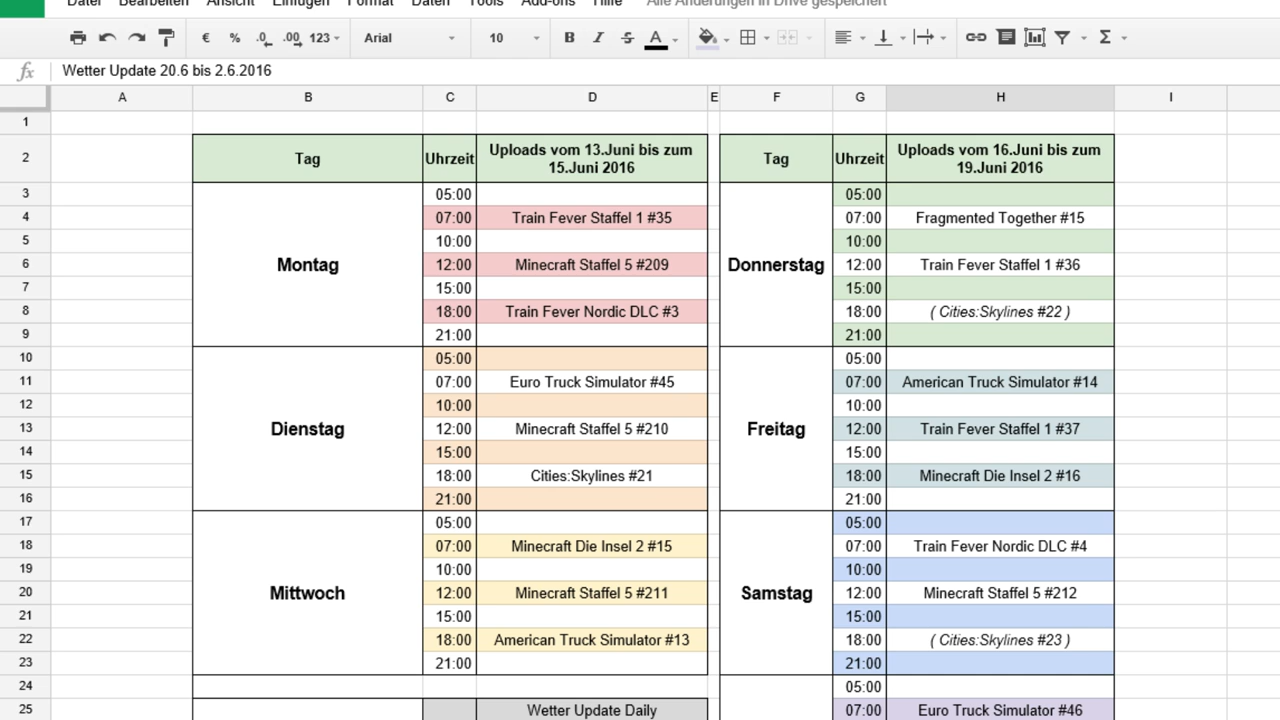 Datei Bearbeiten Ansicht Einfügen Format Daten Tools Add-ons Hilfe Alle Änderungen in Drive gespeichert
€ % .0 .00 123 Arial 10 B I S A Σ
fx Wetter Update 20.6 bis 2.6.2016
A B C D E F G H I
1
2 Tag Uhrzeit Uploads vom 13.Juni bis zum 15.Juni 2016 Tag Uhrzeit Uploads vom 16.Juni bis zum 19.Juni 2016
3 05:00 05:00
4 07:00 Train Fever Staffel 1 #35 07:00 Fragmented Together #15
5 10:00 10:00
6 Montag 12:00 Minecraft Staffel 5 #209 Donnerstag 12:00 Train Fever Staffel 1 #36
7 15:00 15:00
8 18:00 Train Fever Nordic DLC #3 18:00 ( Cities:Skylines #22 )
9 21:00 21:00
10 05:00 05:00
11 07:00 Euro Truck Simulator #45 07:00 American Truck Simulator #14
12 10:00 10:00
13 Dienstag 12:00 Minecraft Staffel 5 #210 Freitag 12:00 Train Fever Staffel 1 #37
14 15:00 15:00
15 18:00 Cities:Skylines #21 18:00 Minecraft Die Insel 2 #16
16 21:00 21:00
17 05:00 05:00
18 07:00 Minecraft Die Insel 2 #15 07:00 Train Fever Nordic DLC #4
19 10:00 10:00
20 Mittwoch 12:00 Minecraft Staffel 5 #211 Samstag 12:00 Minecraft Staffel 5 #212
21 15:00 15:00
22 18:00 American Truck Simulator #13 18:00 ( Cities:Skylines #23 )
23 21:00 21:00
24 05:00
25 Wetter Update Daily 07:00 Euro Truck Simulator #46